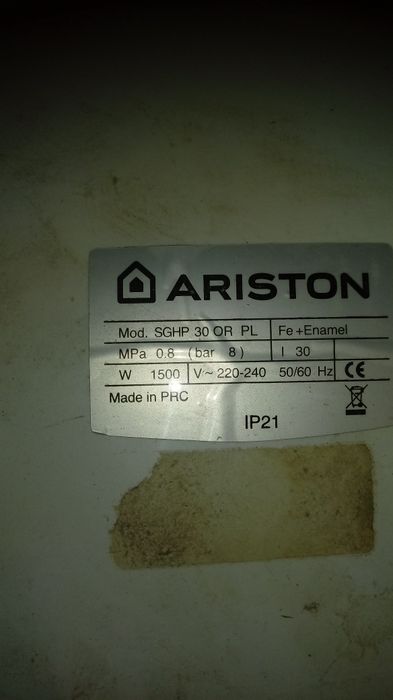 ARISTON
Mod. SGHP 30 OR PL Fe+Enamel
MPa 0.8 (bar 8) l 30
W 1500 V~220-240 50/60 Hz CE
Made in PRC
IP21